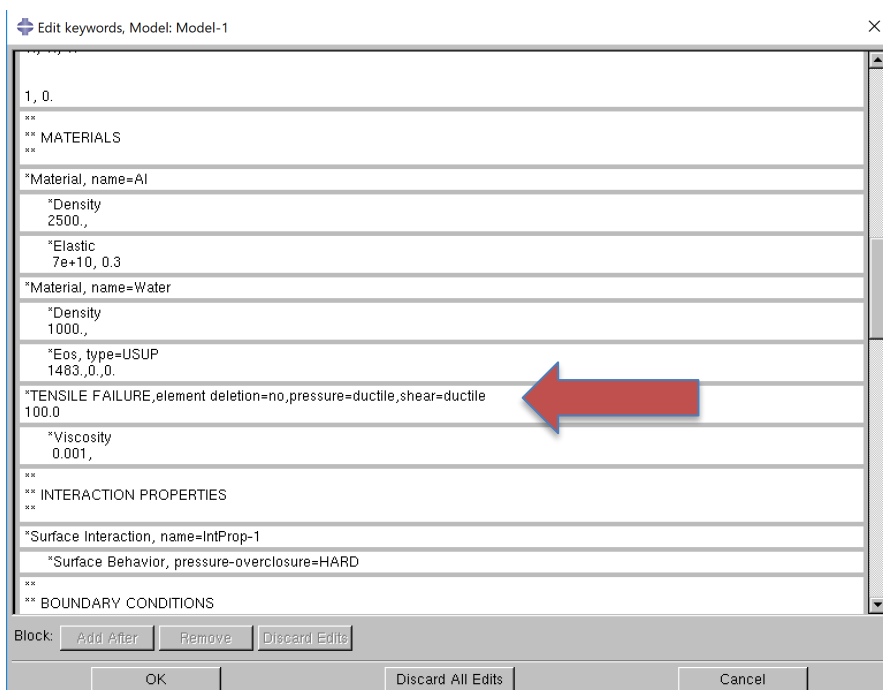 Edit keywords, Model: Model-1
1, 0.
**
** MATERIALS
**
*Material, name=Al
*Density
2500.,
*Elastic
7e+10, 0.3
*Material, name=Water
*Density
1000.,
*Eos, type=USUP
1483.,0.,0.
*TENSILE FAILURE,element deletion=no,pressure=ductile,shear=ductile
100.0
*Viscosity
0.001,
**
** INTERACTION PROPERTIES
**
*Surface Interaction, name=IntProp-1
*Surface Behavior, pressure-overclosure=HARD
**
** BOUNDARY CONDITIONS
Block: Add After Remove Discard Edits
OK Discard All Edits Cancel